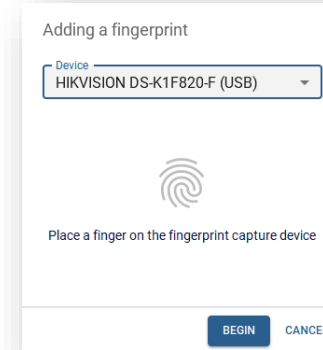 Adding a fingerprint
Device
HIKVISION DS-K1F820-F (USB)
Place a finger on the fingerprint capture device
BEGIN
CANCE